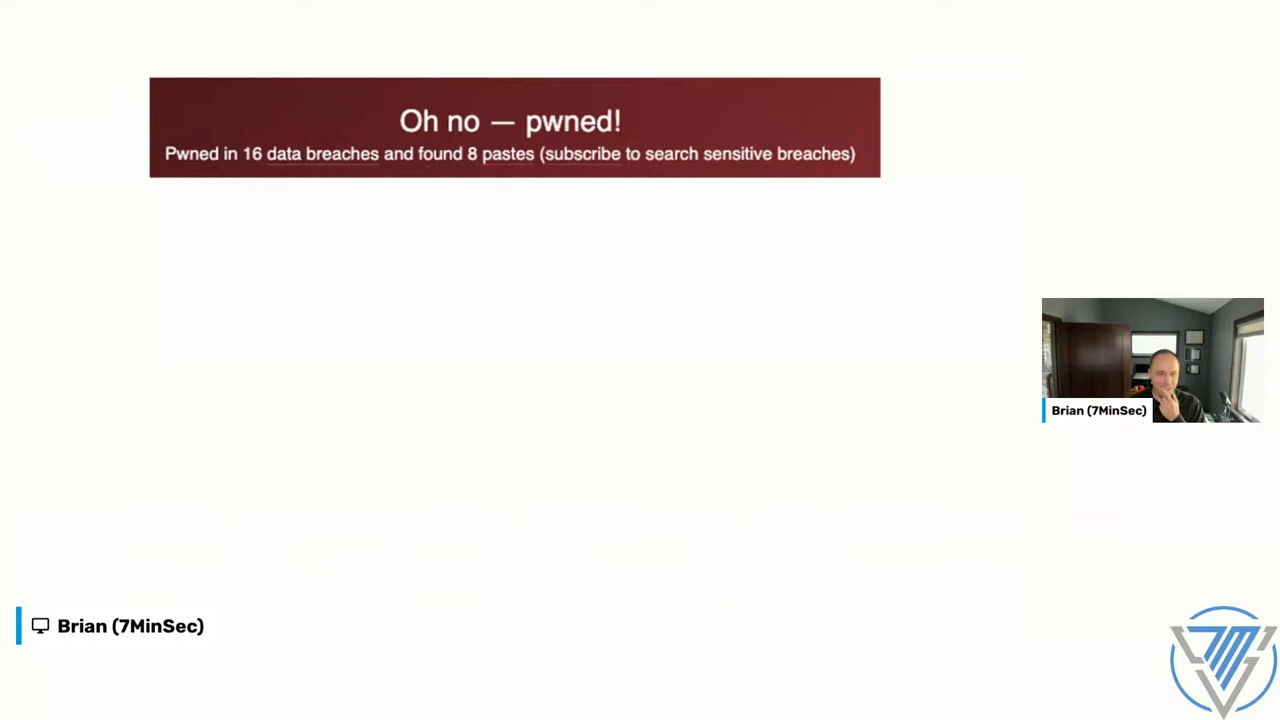 Oh no — pwned!
Pwned in 16 data breaches and found 8 pastes (subscribe to search sensitive breaches)
Brian (7MinSec)
Brian (7MinSec)
7M